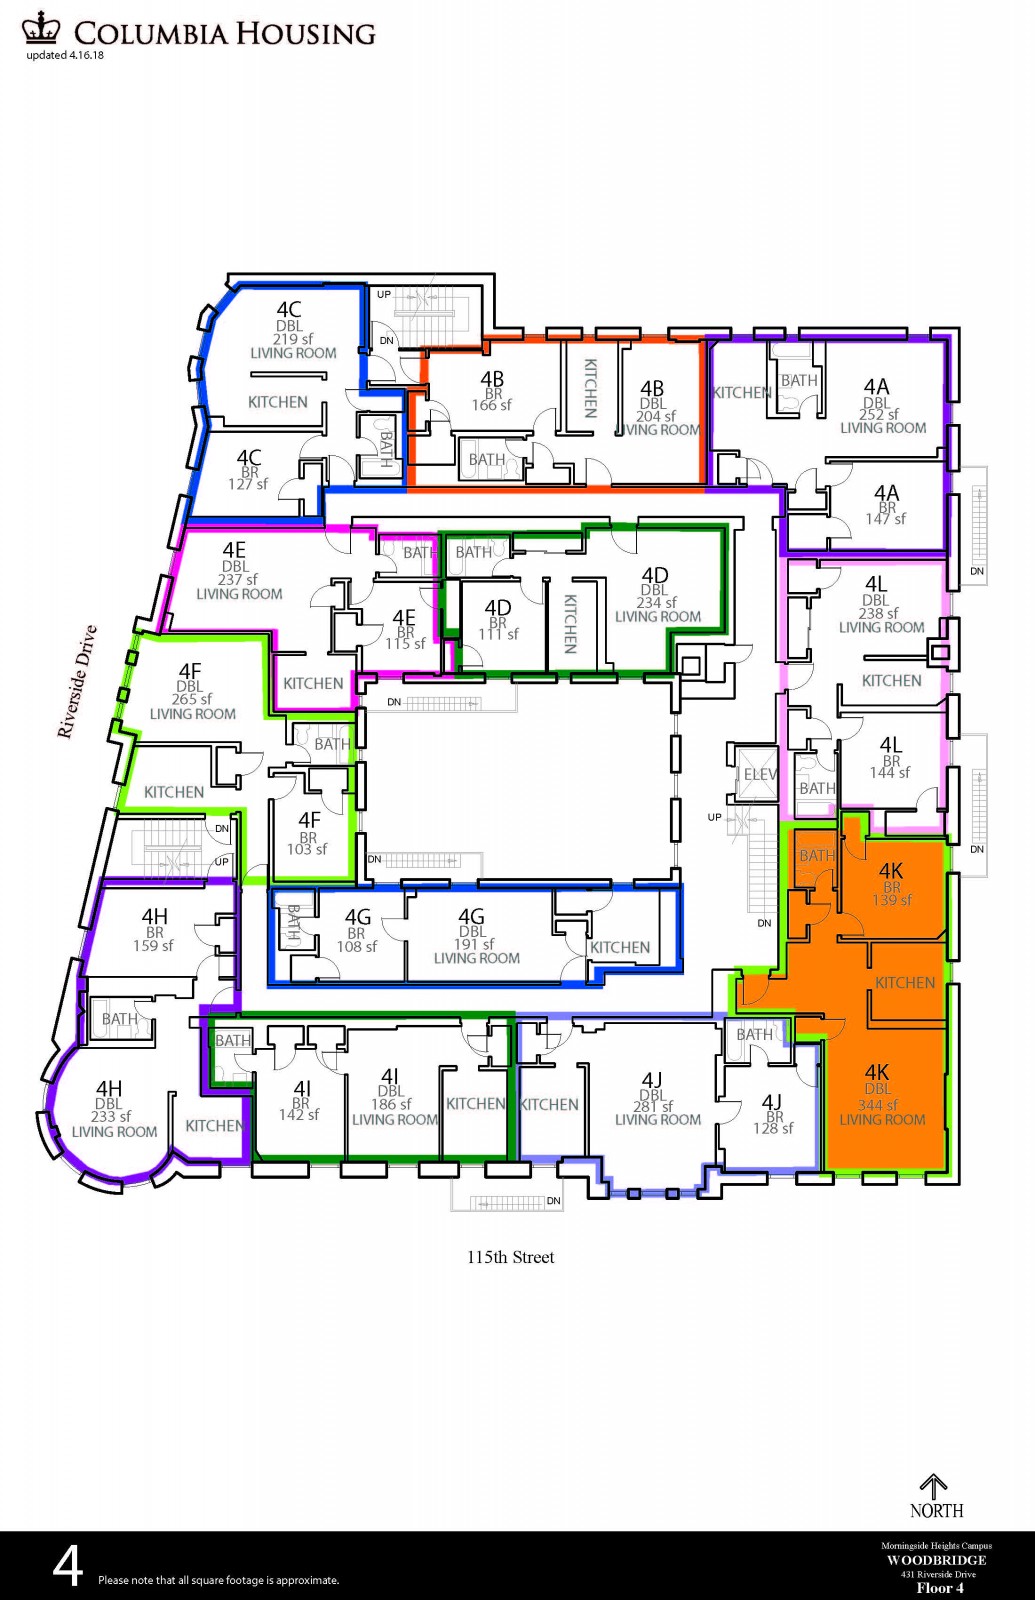 COLUMBIA HOUSING
updated 4.16.18
4C
DBL
219 sf
LIVING ROOM
KITCHEN
UP
DN
BATH
4C
BR
127 sf
4B
BR
166 sf
KITCHEN
4B
DBL
204 sf
LIVING ROOM
BATH
KITCHEN
BATH
4A
DBL
252 sf
LIVING ROOM
4A
BR
147 sf
DN
4E
DBL
237 sf
LIVING ROOM
BATH
4E
BR
115 sf
KITCHEN
BATH
4D
BR
111 sf
KITCHEN
4D
DBL
234 sf
LIVING ROOM
4L
DBL
238 sf
LIVING ROOM
KITCHEN
4L
BR
144 sf
BATH
DN
Riverside Drive
4F
DBL
265 sf
LIVING ROOM
BATH
KITCHEN
4F
BR
103 sf
DN
UP
DN
DN
ELEV
UP
DN
BATH
4K
BR
139 sf
KITCHEN
4K
DBL
344 sf
LIVING ROOM
4H
BR
159 sf
BATH
4H
DBL
233 sf
LIVING ROOM
KITCHEN
BATH
4G
BR
108 sf
4G
DBL
191 sf
LIVING ROOM
KITCHEN
BATH
4I
BR
142 sf
4I
DBL
186 sf
LIVING ROOM
KITCHEN
KITCHEN
4J
DBL
281 sf
LIVING ROOM
BATH
4J
BR
128 sf
DN
115th Street
NORTH
4
Please note that all square footage is approximate.
Morningside Heights Campus
WOODBRIDGE
431 Riverside Drive
Floor 4